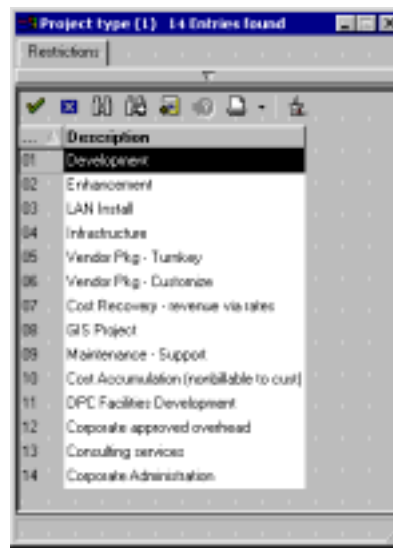 Project type (1)   14 Entries found
Restrictions
... Description
01 Development
02 Enhancement
03 LAN Install
04 Infrastructure
05 Vendor Pkg - Turnkey
06 Vendor Pkg - Customize
07 Cost Recovery - revenue via rates
08 GIS Project
09 Maintenance - Support
10 Cost Accumulation (nonbillable to cust)
11 DPC Facilities Development
12 Corporate approved overhead
13 Consulting services
14 Corporate Administration